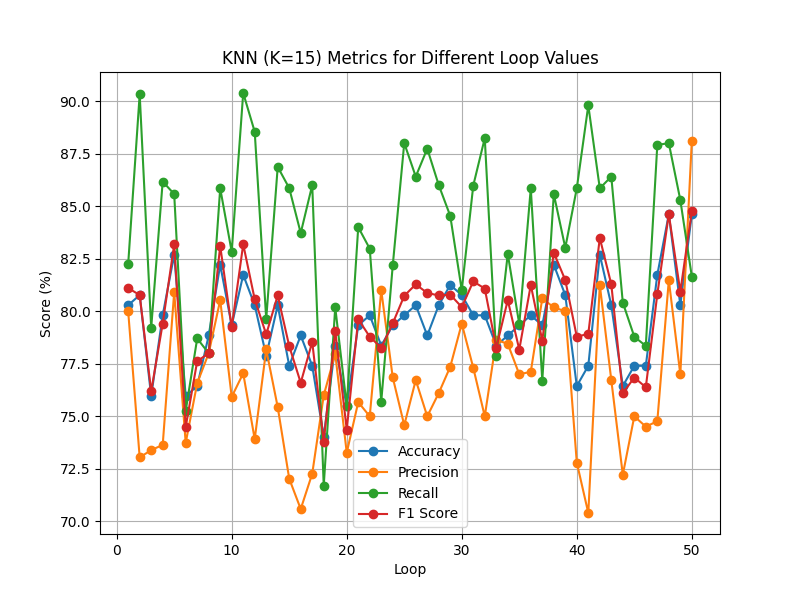 KNN (K=15) Metrics for Different Loop Values
Score (%)
90.0
87.5
85.0
82.5
80.0
77.5
75.0
72.5
70.0
Accuracy
Precision
Recall
F1 Score
0 10 20 30 40 50
Loop